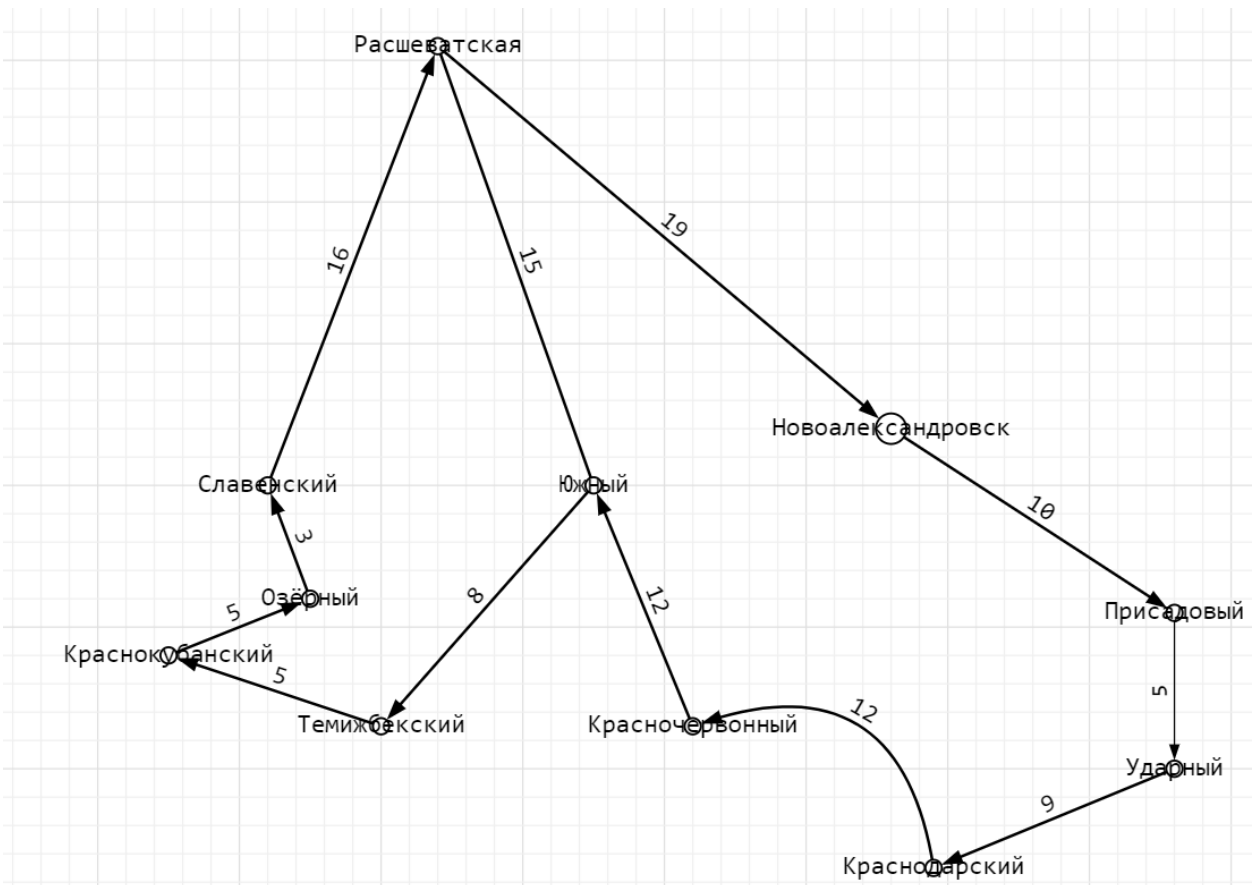 Расшеватская
19
16
15
Новоалександровск
Славенский
Южный
10
3
Озёрный
8
12
5
Присадовый
Краснокубанский
5
5
Темижбекский
Красночервонный
12
Ударный
9
Краснодарский